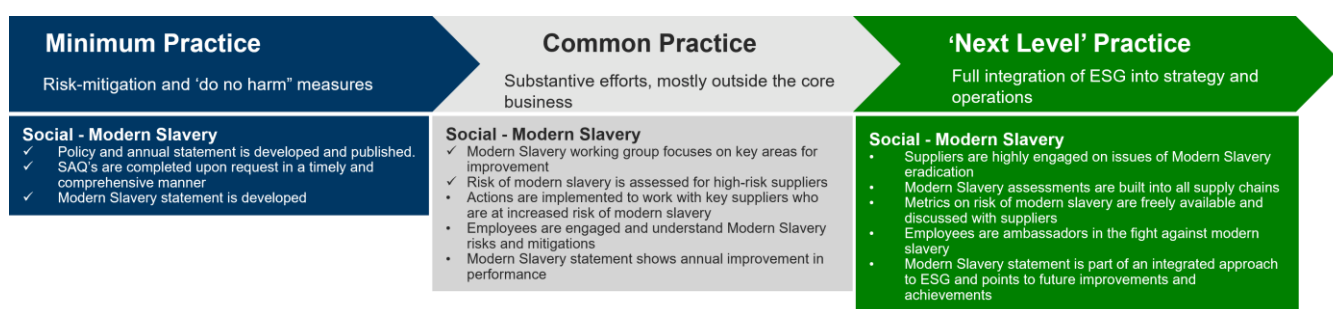 Minimum Practice
Risk-mitigation and ‘do no harm” measures
Social - Modern Slavery
✓ Policy and annual statement is developed and published.
✓ SAQ’s are completed upon request in a timely and
comprehensive manner
✓ Modern Slavery statement is developed
Common Practice
Substantive efforts, mostly outside the core
business
Social - Modern Slavery
✓ Modern Slavery working group focuses on key areas for
improvement
✓ Risk of modern slavery is assessed for high-risk suppliers
• Actions are implemented to work with key suppliers who
are at increased risk of modern slavery
• Employees are engaged and understand Modern Slavery
risks and mitigations
• Modern Slavery statement shows annual improvement in
performance
‘Next Level’ Practice
Full integration of ESG into strategy and
operations
Social - Modern Slavery
• Suppliers are highly engaged on issues of Modern Slavery
eradication
• Modern Slavery assessments are built into all supply chains
• Metrics on risk of modern slavery are freely available and
discussed with suppliers
• Employees are ambassadors in the fight against modern
slavery
• Modern Slavery statement is part of an integrated approach
to ESG and points to future improvements and
achievements